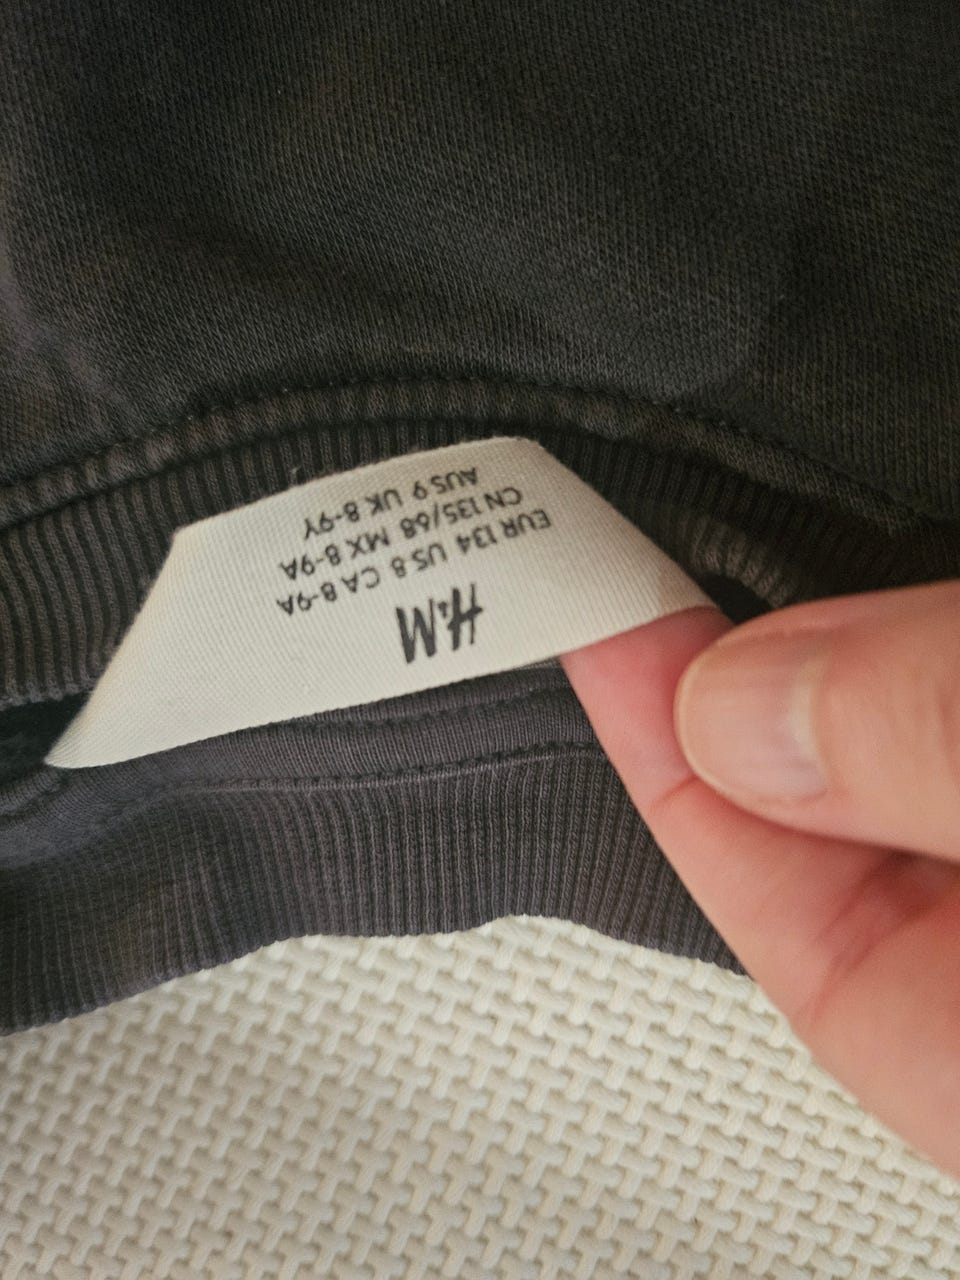 H&M
EUR 134 US 8 CA 8-9A
CN 135/68 MX 8-9A
AUS 9 UK 8-9Y